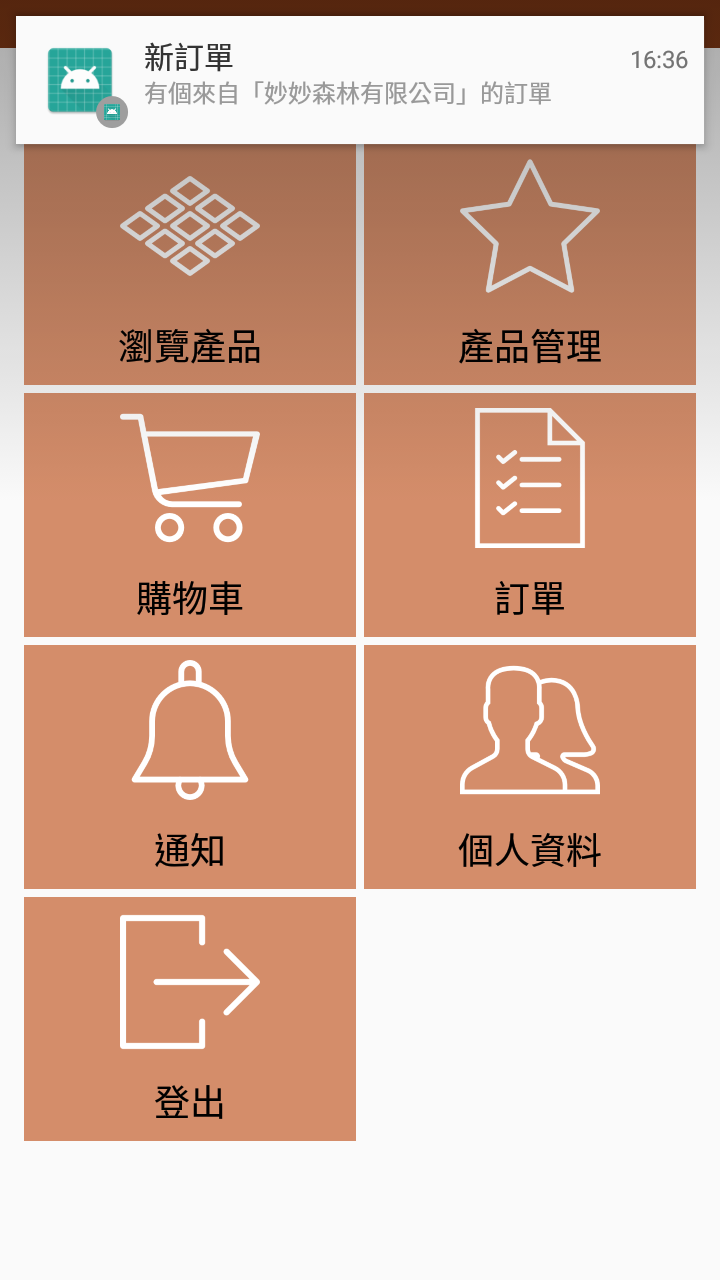 新訂單
16:36
有個來自「妙妙森林有限公司」的訂單
瀏覽產品
產品管理
購物車
訂單
通知
個人資料
登出